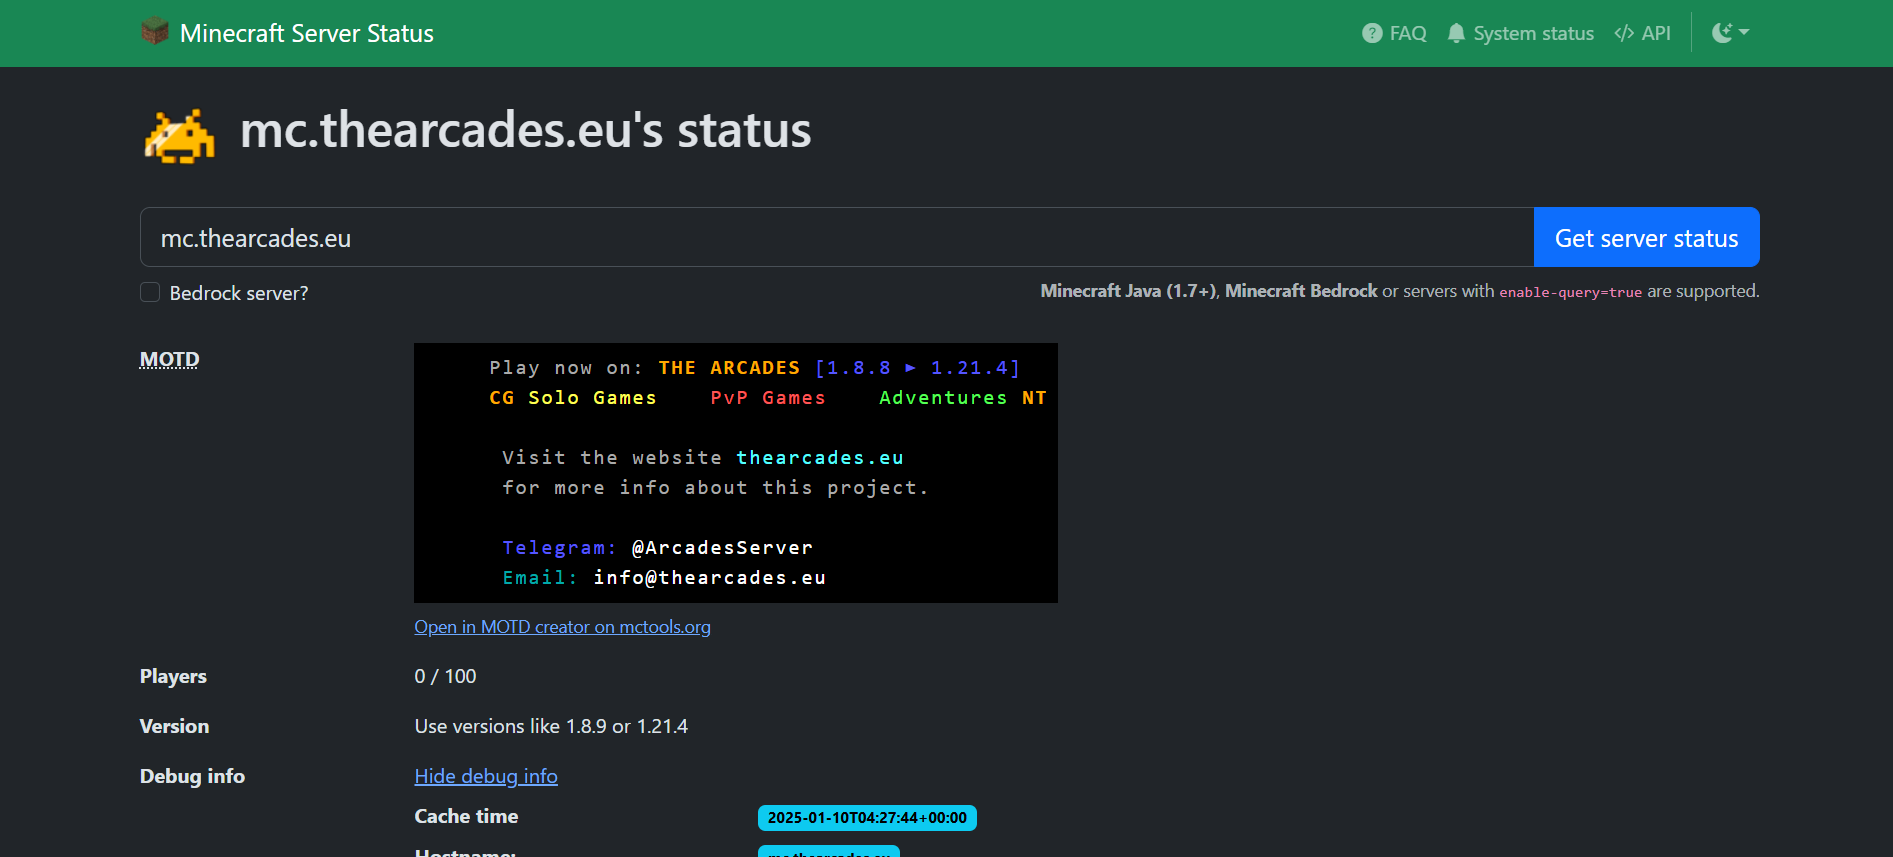 Minecraft Server Status
FAQ
System status
API
mc.thearcades.eu's status
mc.thearcades.eu
Get server status
Bedrock server?
Minecraft Java (1.7+), Minecraft Bedrock or servers with enable-query=true are supported.
MOTD
Play now on: THE ARCADES [1.8.8 ► 1.21.4]
CG Solo Games PvP Games Adventures NT
Visit the website thearcades.eu
for more info about this project.
Telegram: @ArcadesServer
Email: info@thearcades.eu
Open in MOTD creator on mctools.org
Players
0 / 100
Version
Use versions like 1.8.9 or 1.21.4
Debug info
Hide debug info
Cache time
2025-01-10T04:27:44+00:00
Hostname:
mc.thearcades.eu